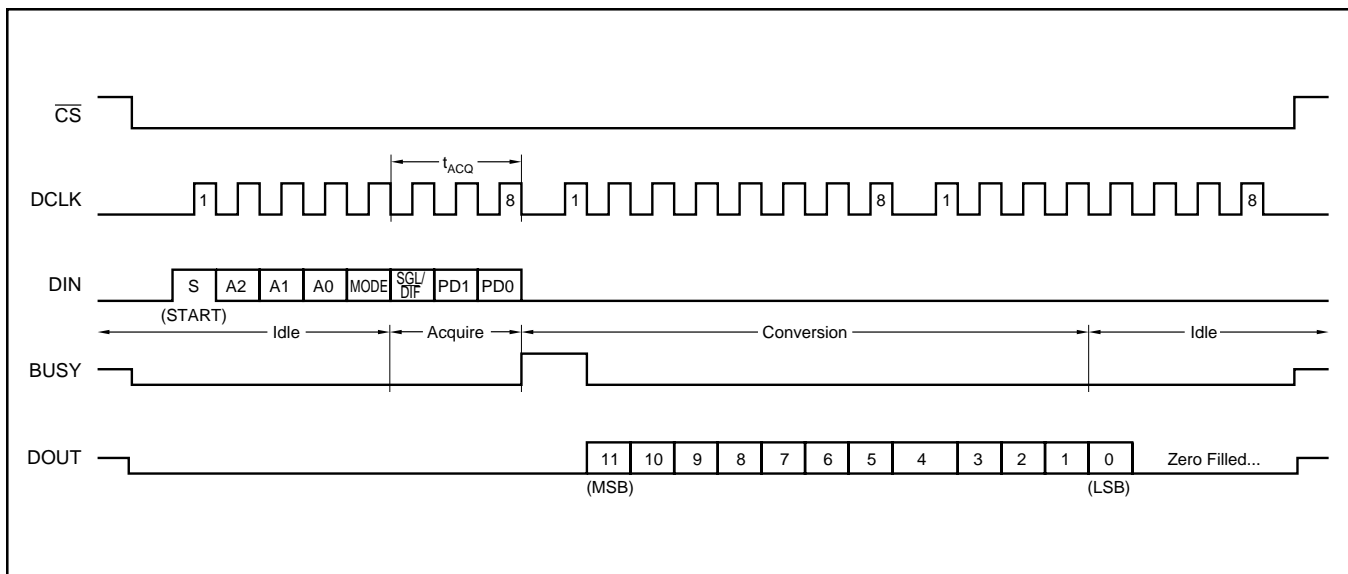 CS
t_ACQ
DCLK 1 8 1 8 1 8
DIN S A2 A1 A0 MODE SGL/DIF PD1 PD0
(START)
Idle Acquire Conversion Idle
BUSY
DOUT 11 10 9 8 7 6 5 4 3 2 1 0 Zero Filled...
(MSB) (LSB)